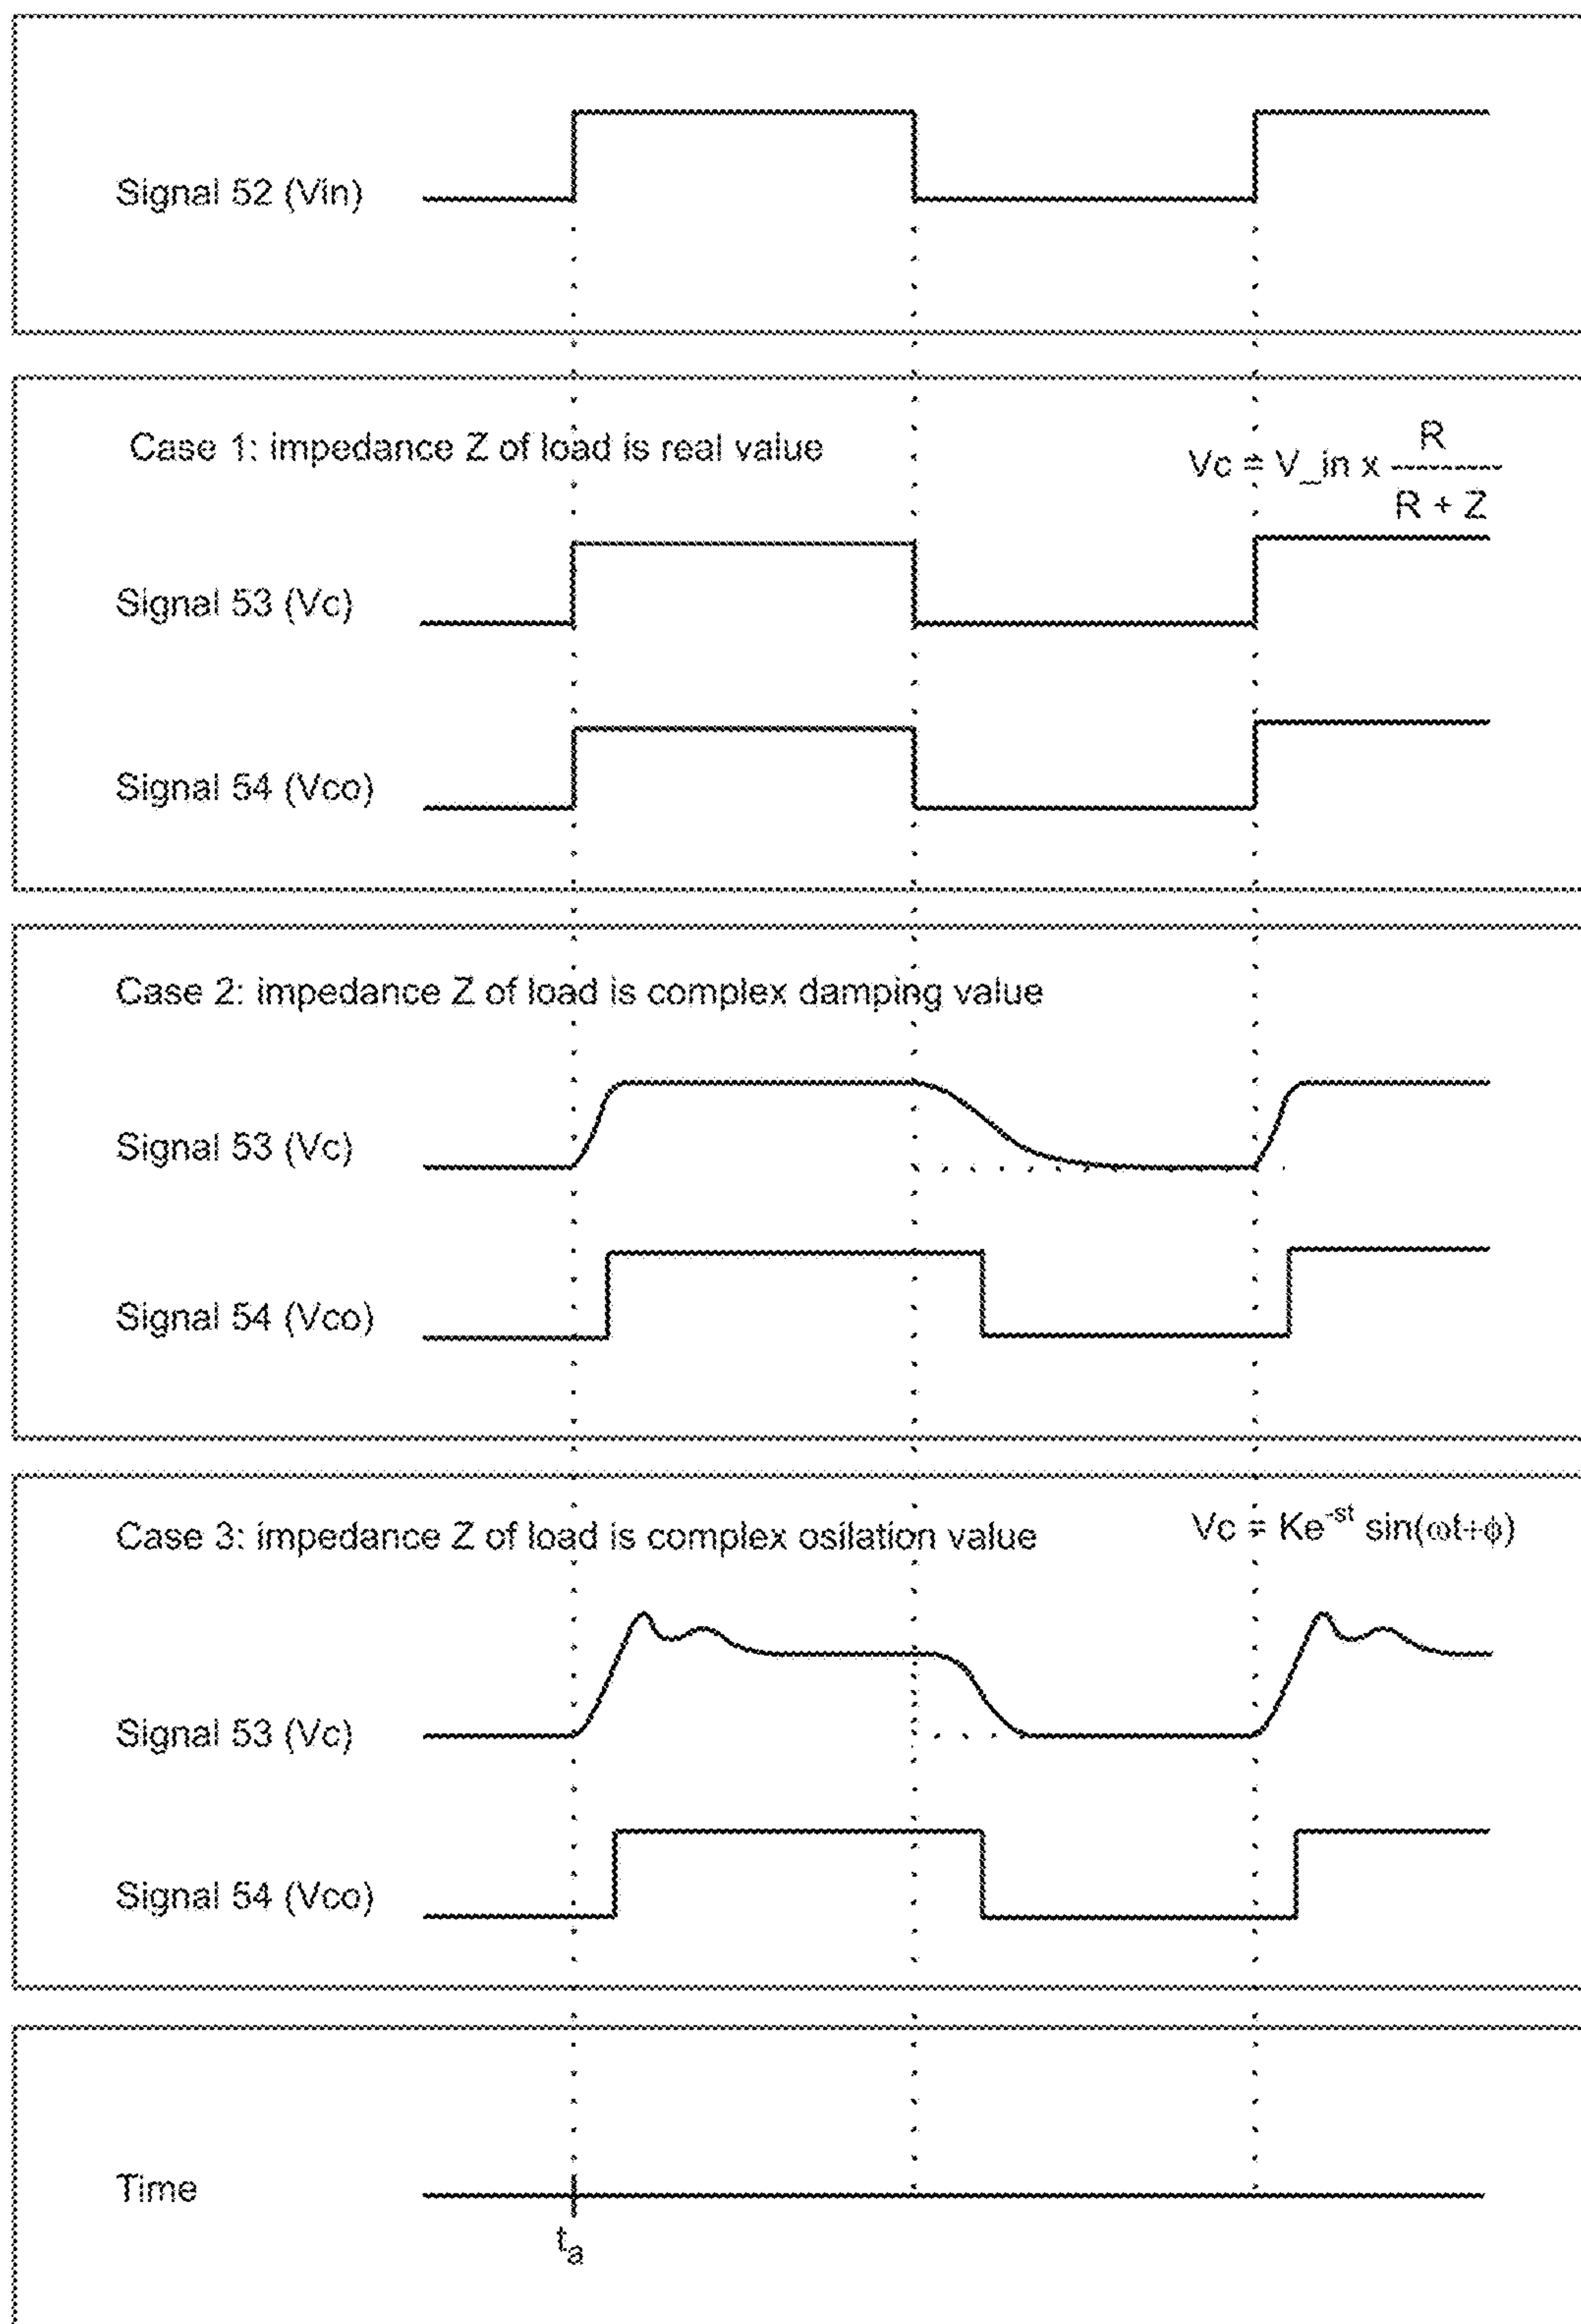 Signal 52 (Vin)
Case 1: impedance Z of load is real value
Vc = V_in x R
R + Z
Signal 53 (Vc)
Signal 54 (Vco)
Case 2: impedance Z of load is complex damping value
Signal 53 (Vc)
Signal 54 (Vco)
Case 3: impedance Z of load is complex osilation value
Vc = Ke^-st sin(ωt+ϕ)
Signal 53 (Vc)
Signal 54 (Vco)
Time
t_a